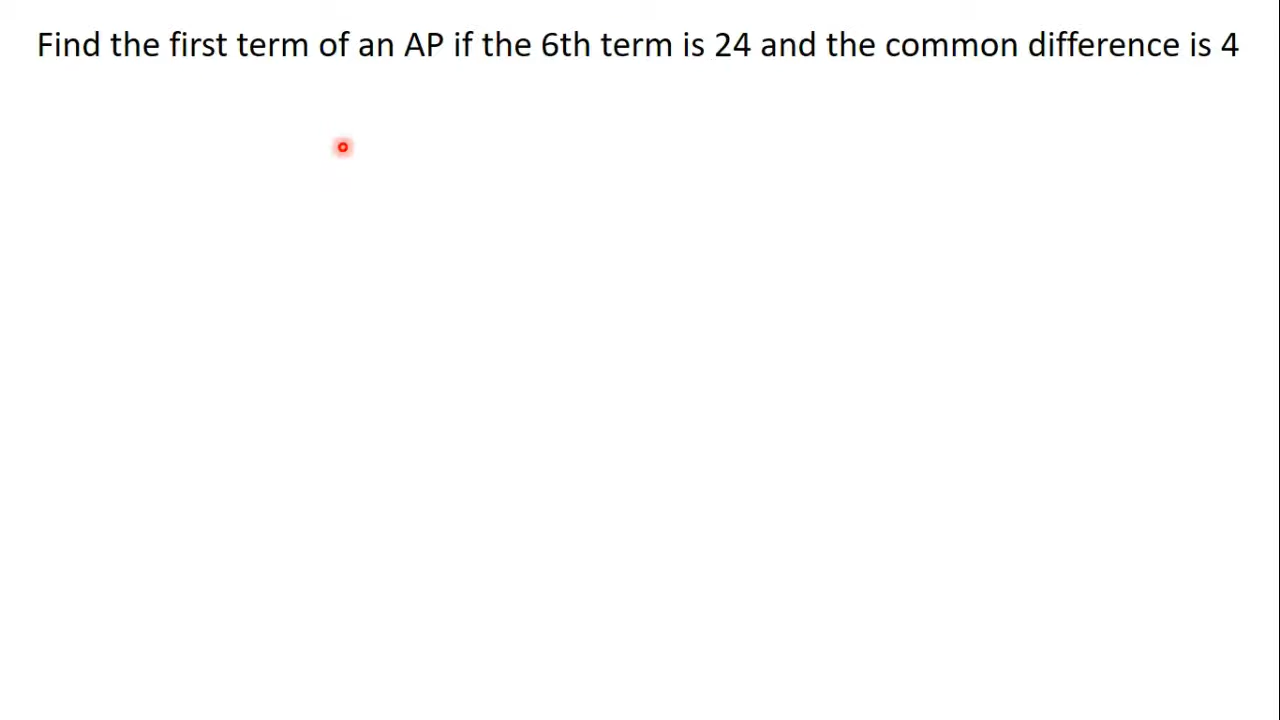 Find the first term of an AP if the 6th term is 24 and the common difference is 4